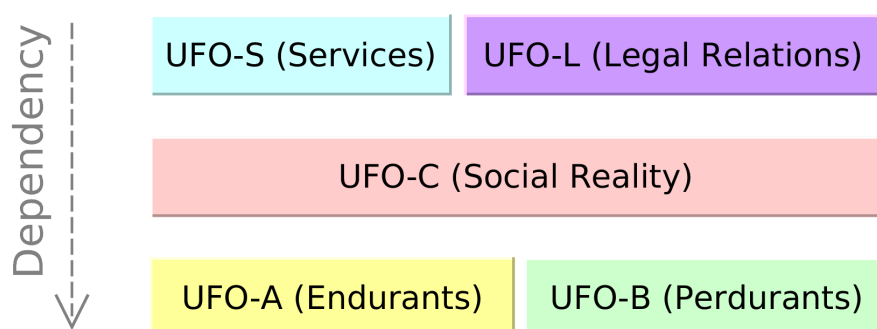 Dependency
UFO-S (Services)
UFO-L (Legal Relations)
UFO-C (Social Reality)
UFO-A (Endurants)
UFO-B (Perdurants)